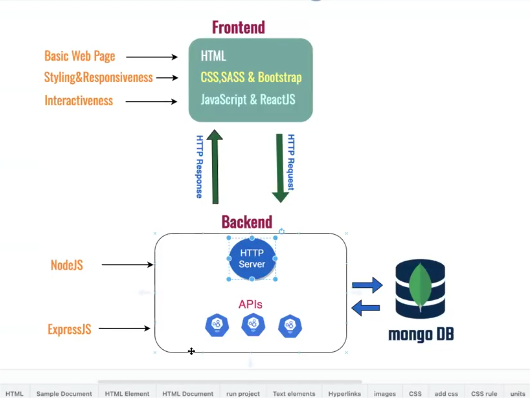 Frontend
Basic Web Page
HTML
Styling&Responsiveness
CSS,SASS & Bootstrap
Interactiveness
JavaScript & ReactJS
HTTP Response
HTTP Request
Backend
HTTP
Server
NodeJS
APIs
ExpressJS
mongo DB
HTML Sample Document HTML Element HTML Document run project Text elements Hyperlinks images CSS add css CSS rule units